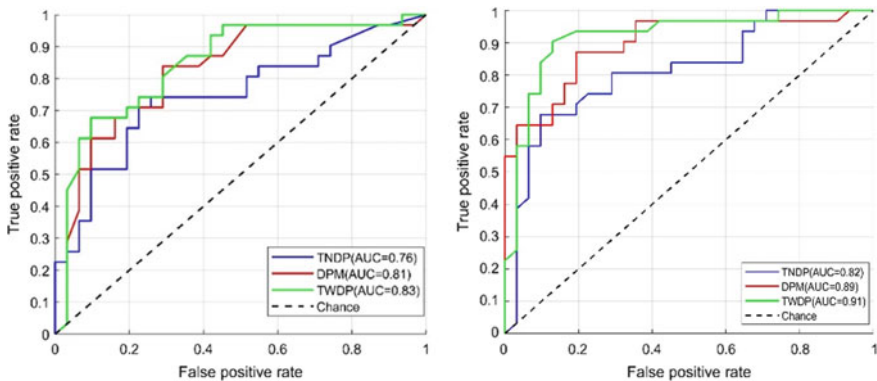 1
0.9
0.8
0.7
0.6
0.5
0.4
0.3
0.2
0.1
0
True positive rate
0 0.2 0.4 0.6 0.8 1
False positive rate
TNDP(AUC=0.76)
DPM(AUC=0.81)
TWDP(AUC=0.83)
Chance
1
0.9
0.8
0.7
0.6
0.5
0.4
0.3
0.2
0.1
0
True positive rate
0 0.2 0.4 0.6 0.8 1
False positive rate
TNDP(AUC=0.82)
DPM(AUC=0.89)
TWDP(AUC=0.91)
Chance